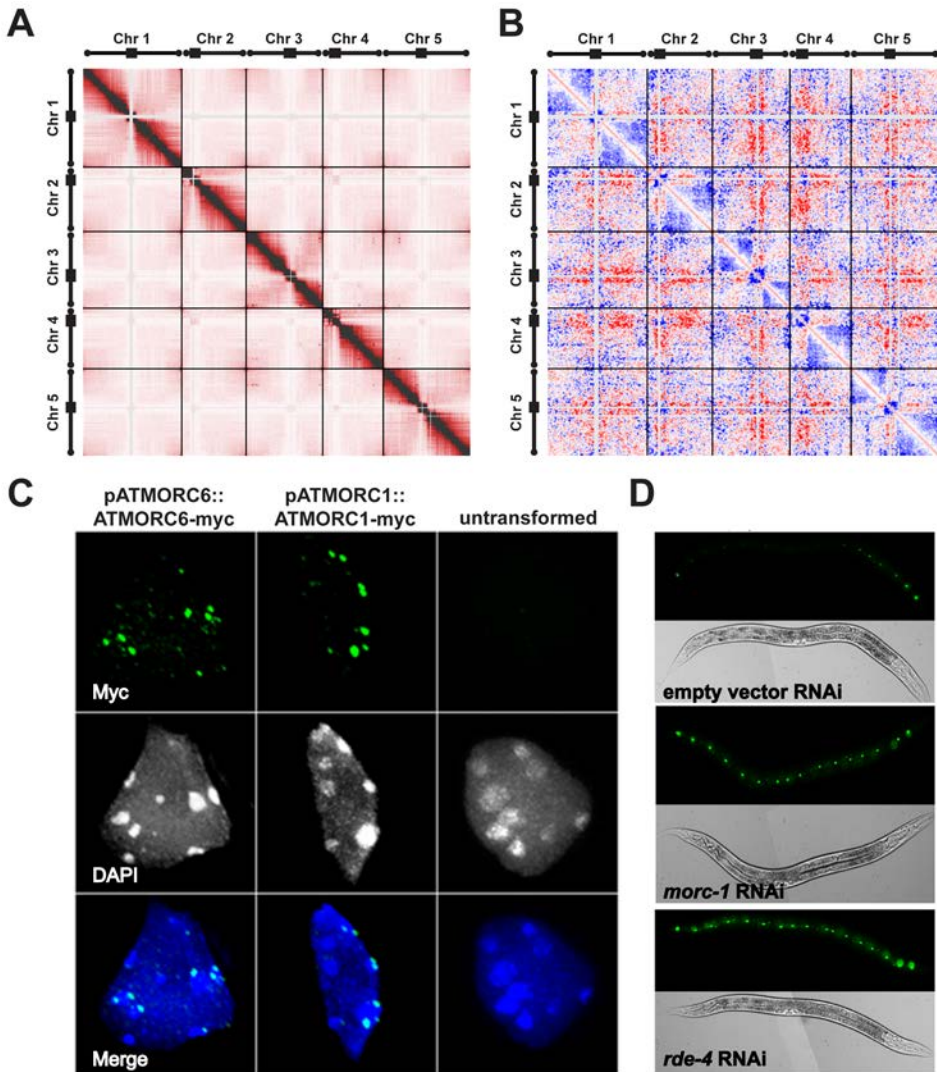 A
Chr 1 Chr 2 Chr 3 Chr 4 Chr 5
Chr 1
Chr 2
Chr 3
Chr 4
Chr 5
B
Chr 1 Chr 2 Chr 3 Chr 4 Chr 5
Chr 1
Chr 2
Chr 3
Chr 4
Chr 5
C
pATMORC6::
ATMORC6-myc
pATMORC1::
ATMORC1-myc
untransformed
Myc
DAPI
Merge
D
empty vector RNAi
morc-1 RNAi
rde-4 RNAi